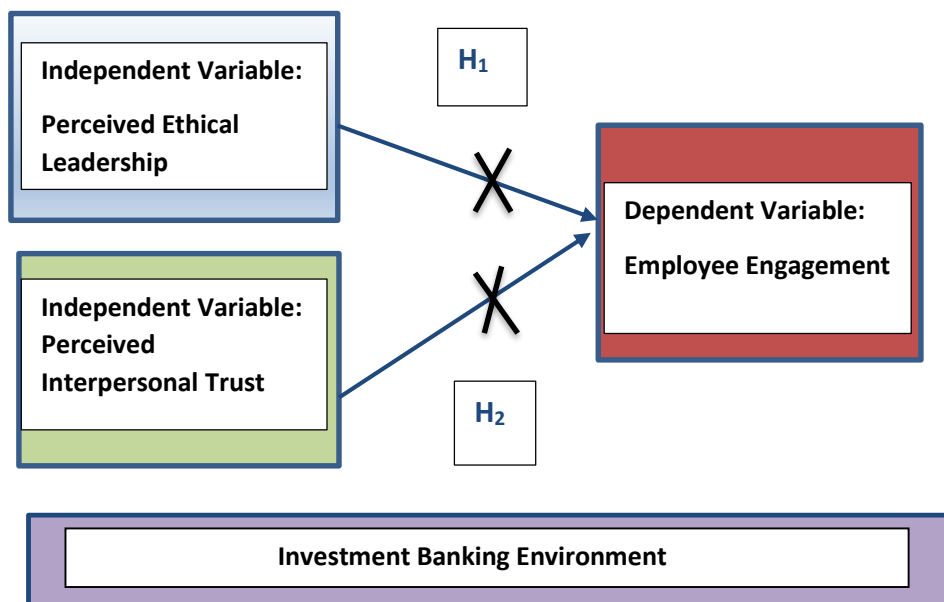 Independent Variable:
Perceived Ethical
Leadership
H₁
Dependent Variable:
Employee Engagement
Independent Variable:
Perceived
Interpersonal Trust
H₂
Investment Banking Environment